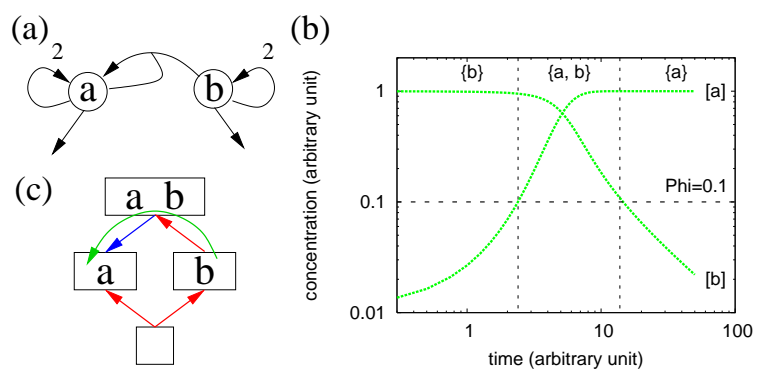 (a)
2
2
a
b
(b)
{b}
{a, b}
{a}
1
0.1
0.01
[a]
Phi=0.1
[b]
concentration (arbitrary unit)
1
10
100
time (arbitrary unit)
(c)
a b
a
b